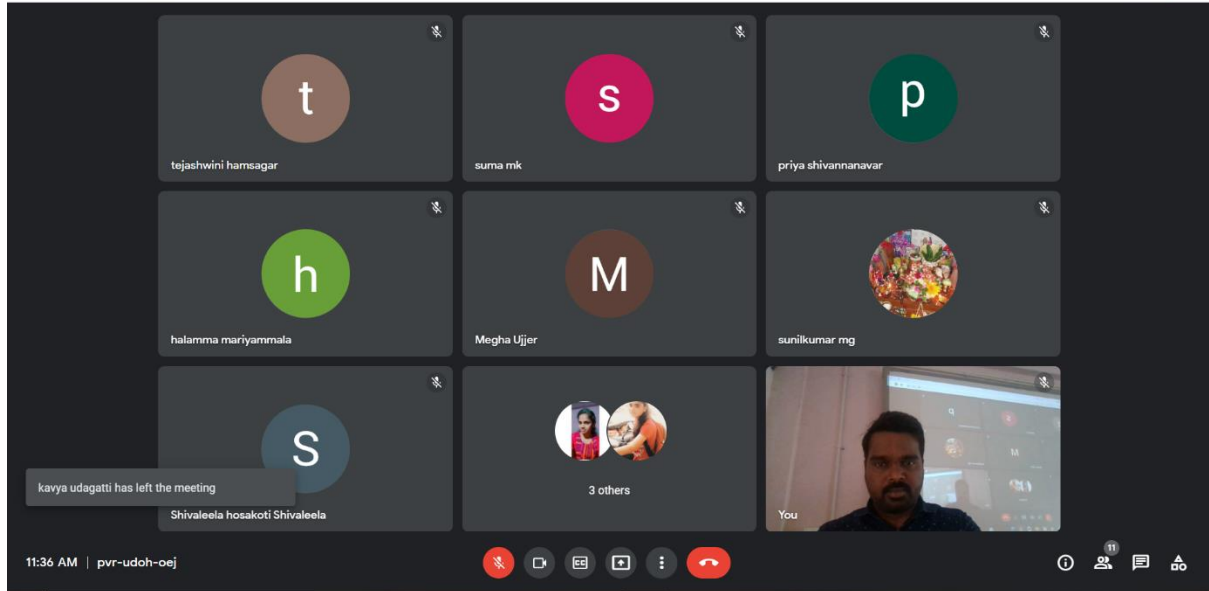 t
tejashwini hamsagar
s
suma mk
p
priya shivannanavar
h
halamma mariyammala
M
Megha Ujjer
sunilkumar mg
S
kavya udagatti has left the meeting
Shivaleela hosakoti Shivaleela
3 others
q
M
You
11:36 AM | pvr-udoh-oej
CC
11